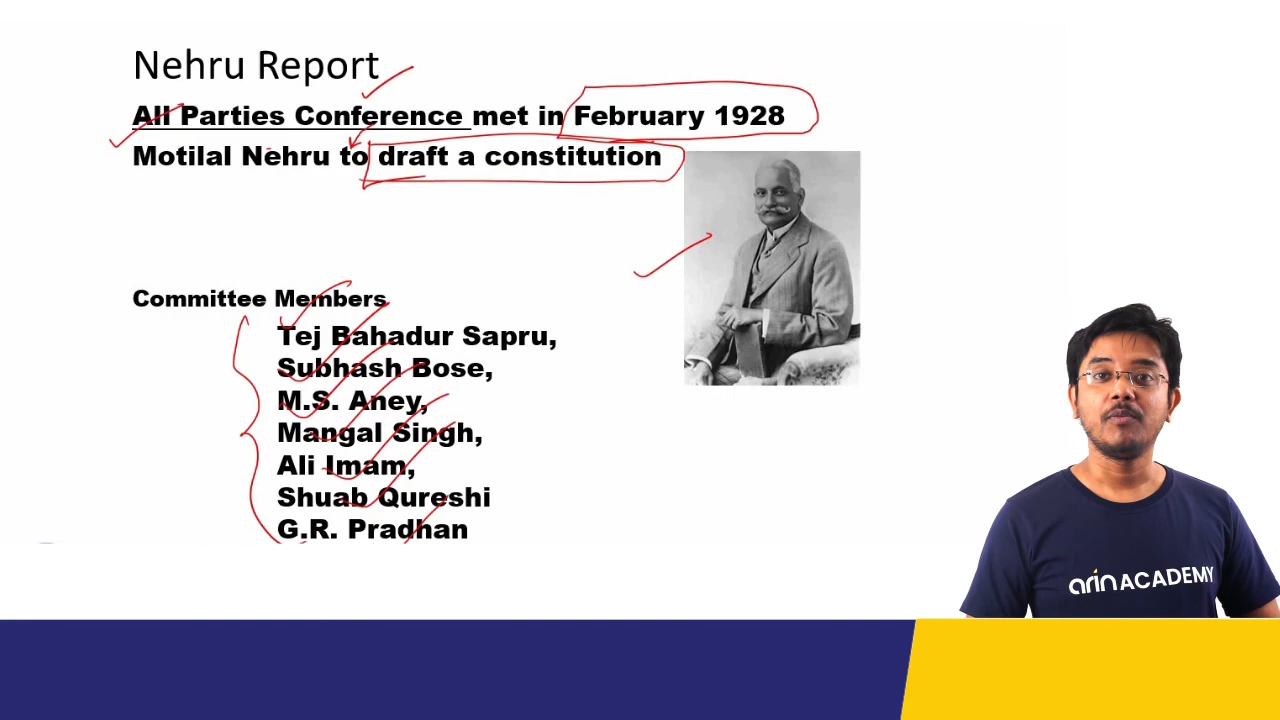 Nehru Report
All Parties Conference met in February 1928
Motilal Nehru to draft a constitution
Committee Members
Tej Bahadur Sapru,
Subhash Bose,
M.S. Aney,
Mangal Singh,
Ali Imam,
Shuab Qureshi
G.R. Pradhan
arin ACADEMY